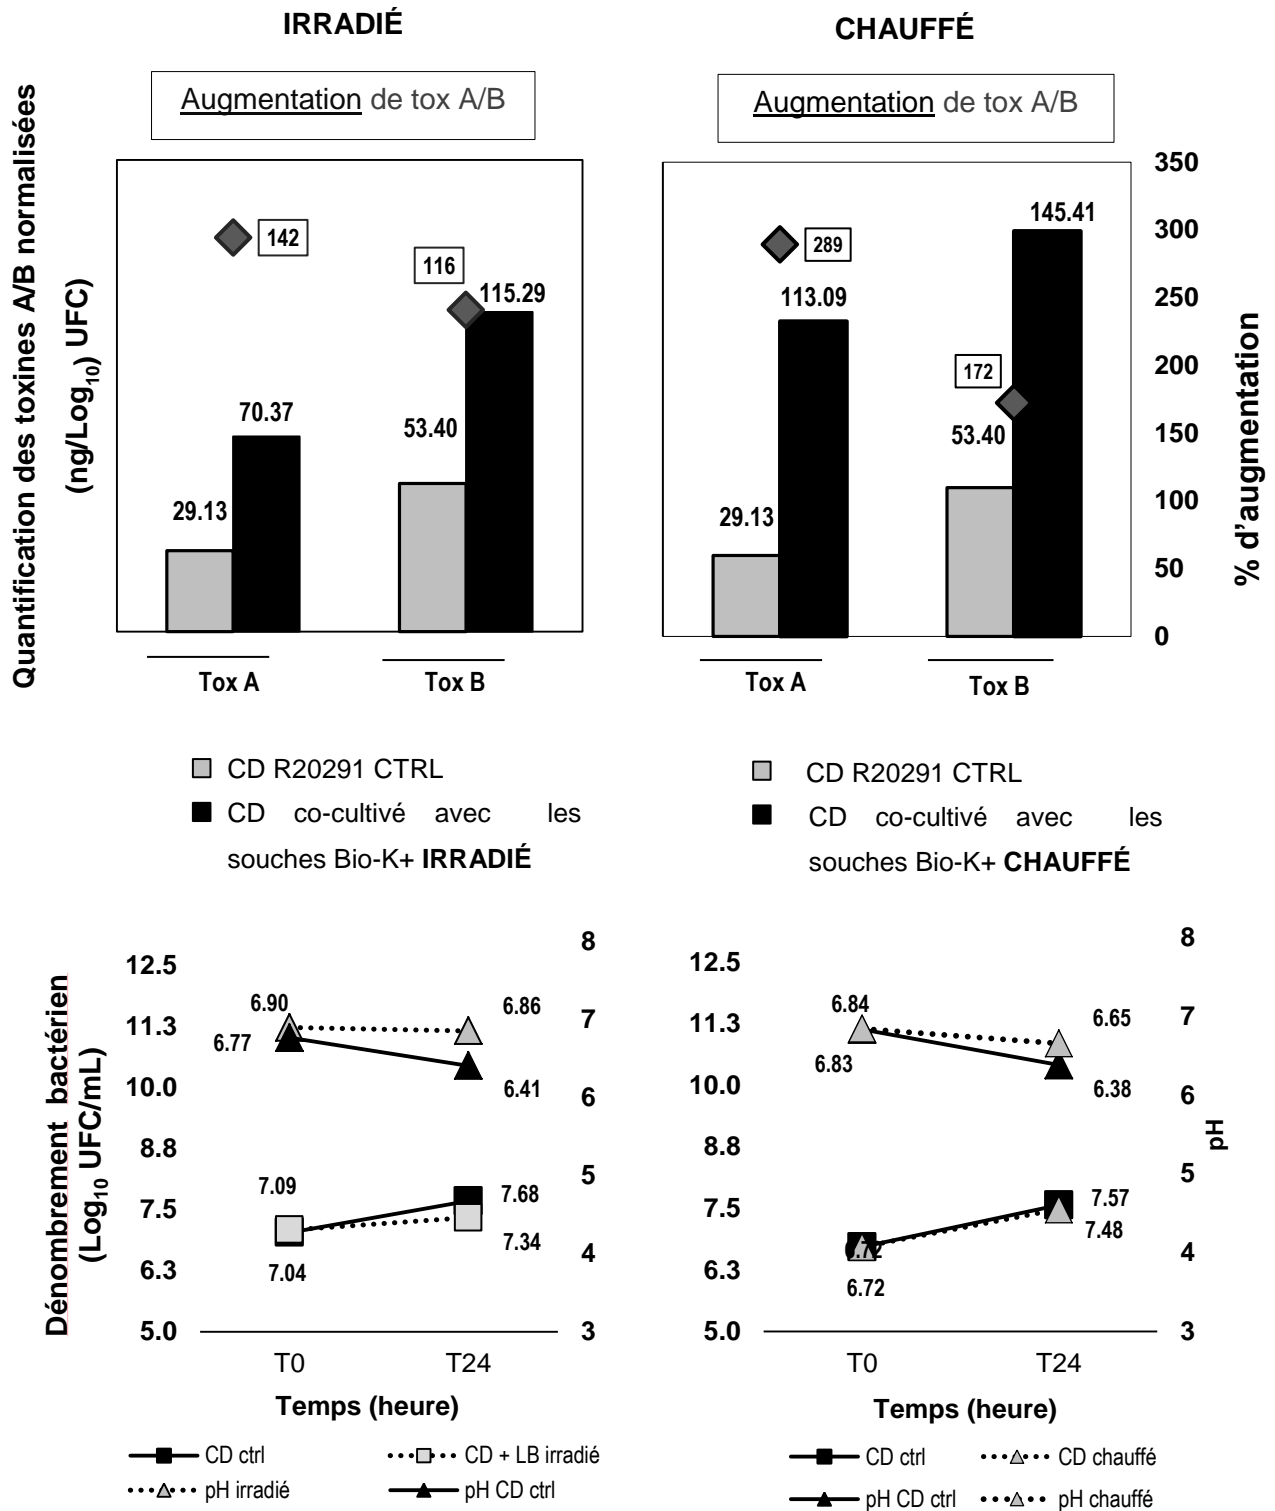 IRRADIÉ
CHAUFFÉ
Augmentation de tox A/B
Augmentation de tox A/B
Quantification des toxines A/B normalisées
(ng/Log10) UFC)
142
116
115.29
70.37
53.40
29.13
Tox A
Tox B
289
145.41
113.09
172
53.40
29.13
Tox A
Tox B
350
300
250
200
150
100
50
0
% d'augmentation
CD R20291 CTRL
CD co-cultivé avec les
souches Bio-K+ IRRADIÉ
CD R20291 CTRL
CD co-cultivé avec les
souches Bio-K+ CHAUFFÉ
Dénombrement bactérien
(Log10 UFC/mL)
12.5
11.3
10.0
8.8
7.5
6.3
5.0
6.90
6.86
6.77
6.41
7.09
7.68
7.34
7.04
8
7
6
5
4
3
T0
T24
Temps (heure)
CD ctrl
CD + LB irradié
pH irradié
pH CD ctrl
12.5
11.3
10.0
8.8
7.5
6.3
5.0
6.84
6.65
6.83
6.38
7.57
7.48
6.72
6.72
8
7
6
5
4
3
pH
T0
T24
Temps (heure)
CD ctrl
CD chauffé
pH CD ctrl
pH chauffé